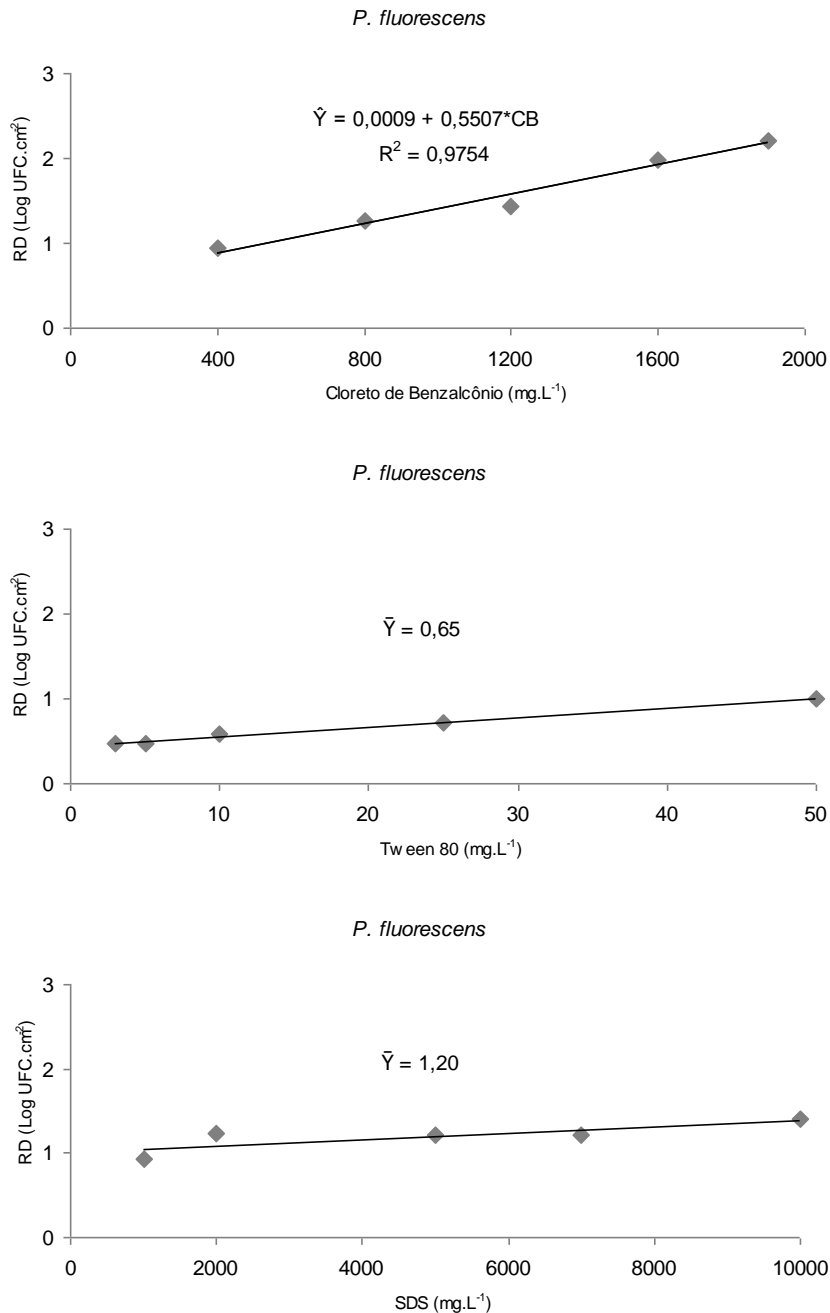 P. fluorescens
3
Ŷ = 0,0009 + 0,5507*CB
R² = 0,9754
2
1
0
RD (Log UFC.cm²)
0 400 800 1200 1600 2000
Cloreto de Benzalcônio (mg.L⁻¹)
P. fluorescens
3
2
Ȳ = 0,65
1
0
RD (Log UFC.cm²)
0 10 20 30 40 50
Tween 80 (mg.L⁻¹)
P. fluorescens
3
2
Ȳ = 1,20
1
0
RD (Log UFC.cm²)
0 2000 4000 6000 8000 10000
SDS (mg.L⁻¹)